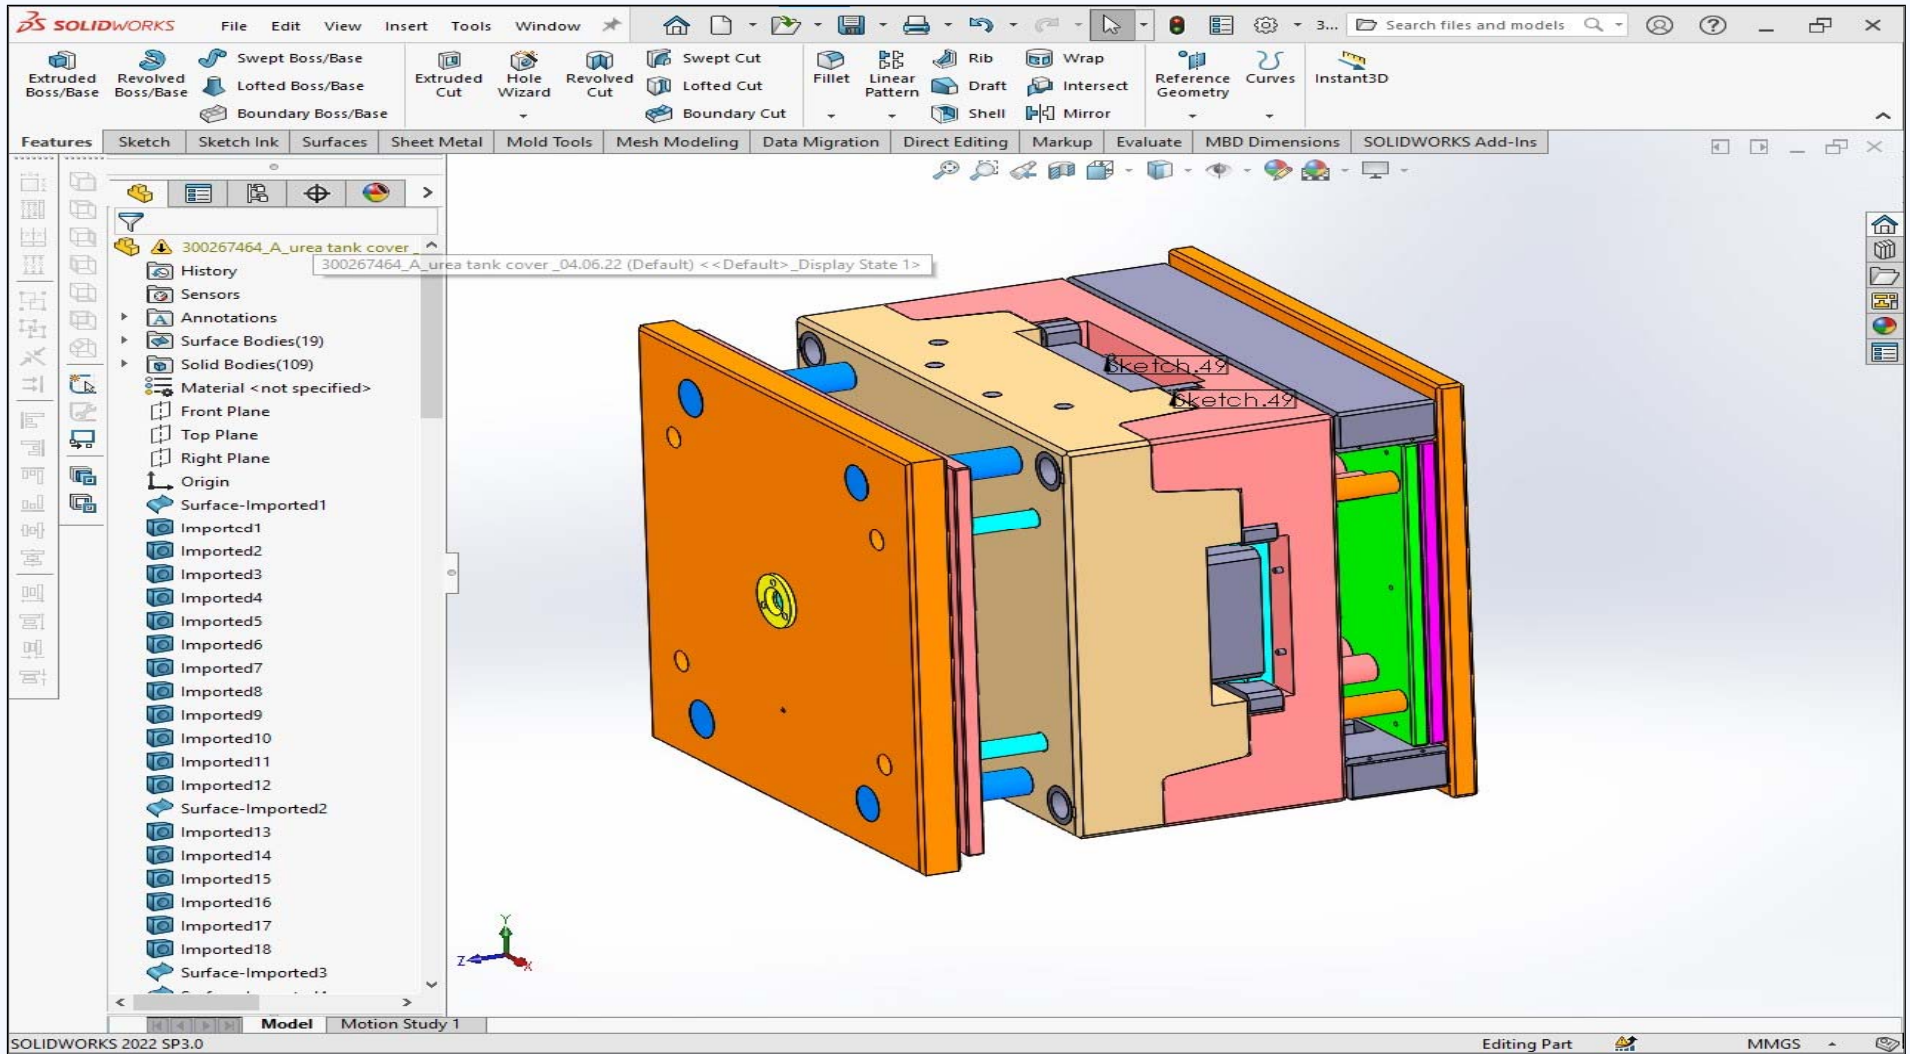 SOLIDWORKS File Edit View Insert Tools Window 3... Search files and models
Extruded Boss/Base
Revolved Boss/Base
Swept Boss/Base
Lofted Boss/Base
Boundary Boss/Base
Extruded Cut
Hole Wizard
Revolved Cut
Swept Cut
Lofted Cut
Boundary Cut
Fillet
Linear Pattern
Rib
Draft
Shell
Wrap
Intersect
Mirror
Reference Geometry
Curves
Instant3D
Features Sketch Sketch Ink Surfaces Sheet Metal Mold Tools Mesh Modeling Data Migration Direct Editing Markup Evaluate MBD Dimensions SOLIDWORKS Add-Ins
300267464_A_urea tank cover _
300267464_A_urea tank cover _04.06.22 (Default) <<Default>_Display State 1>
History
Sensors
Annotations
Surface Bodies(19)
Solid Bodies(109)
Material <not specified>
Front Plane
Top Plane
Right Plane
Origin
Surface-Imported1
Imported1
Imported2
Imported3
Imported4
Imported5
Imported6
Imported7
Imported8
Imported9
Imported10
Imported11
Imported12
Surface-Imported2
Imported13
Imported14
Imported15
Imported16
Imported17
Imported18
Surface-Imported3
Sketch.49
Sketch.49
Y
Z
X
Model Motion Study 1
SOLIDWORKS 2022 SP3.0 Editing Part MMGS